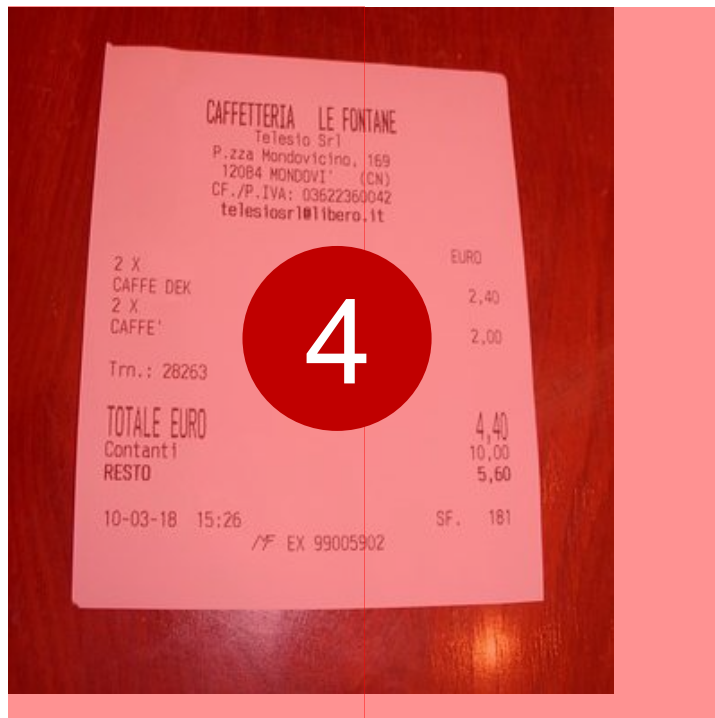 CAFFETTERIA LE FONTANE
Telesio Srl
P.zza Mondovicino, 169
12084 MONDOVI' (CN)
CF./P.IVA: 03622360042
telesiosrl@libero.it
EURO
2 X
CAFFE DEK 2,40
2 X
CAFFE' 2,00
4
Trn.: 28263
TOTALE EURO 4,40
Contanti 10,00
RESTO 5,60
10-03-18 15:26 SF. 181
EX 99005902